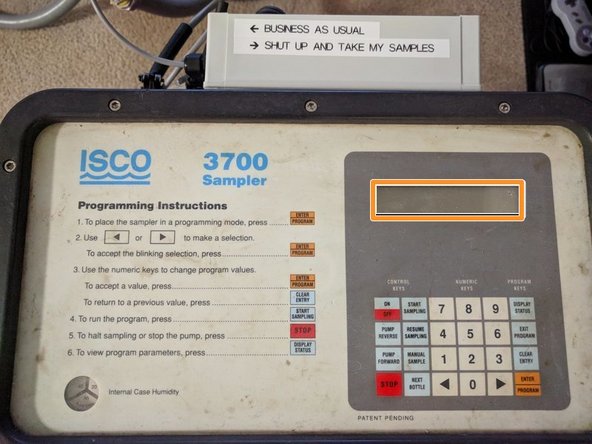 ← BUSINESS AS USUAL
→ SHUT UP AND TAKE MY SAMPLES
ISCO
3700
Sampler
Programming Instructions
1. To place the sampler in a programming mode, press
ENTER
PROGRAM
2. Use ◄ or ► to make a selection.
To accept the blinking selection, press
ENTER
PROGRAM
3. Use the numeric keys to change program values.
To accept a value, press
ENTER
PROGRAM
To return to a previous value, press
CLEAR
ENTRY
4. To run the program, press
START
SAMPLING
5. To halt sampling or stop the pump, press
STOP
6. To view program parameters, press
DISPLAY
STATUS
Internal Case Humidity
CONTROL
KEYS
NUMERIC
KEYS
PROGRAM
KEYS
ON
OFF
START
SAMPLING
7
8
9
DISPLAY
STATUS
PUMP
REVERSE
RESUME
SAMPLING
4
5
6
EXIT
PROGRAM
PUMP
FORWARD
MANUAL
SAMPLE
1
2
3
CLEAR
ENTRY
STOP
NEXT
BOTTLE
◄
0
►
ENTER
PROGRAM
PATENT PENDING